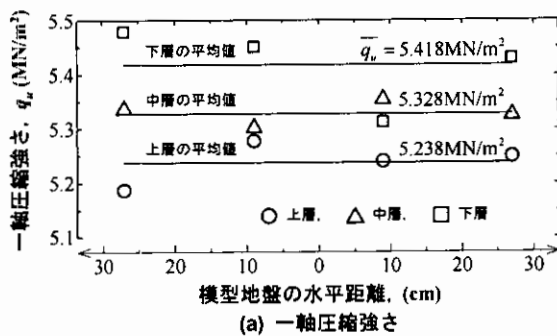 一軸圧縮強さ, qᵤ (MN/m²)
5.5
5.4
5.3
5.2
5.1
下層の平均値
qᵤ = 5.418MN/m²
中層の平均値
5.328MN/m²
上層の平均値
5.238MN/m²
○ 上層, △ 中層, □ 下層
30 20 10 0 10 20 30
模型地盤の水平距離, (cm)
(a) 一軸圧縮強さ